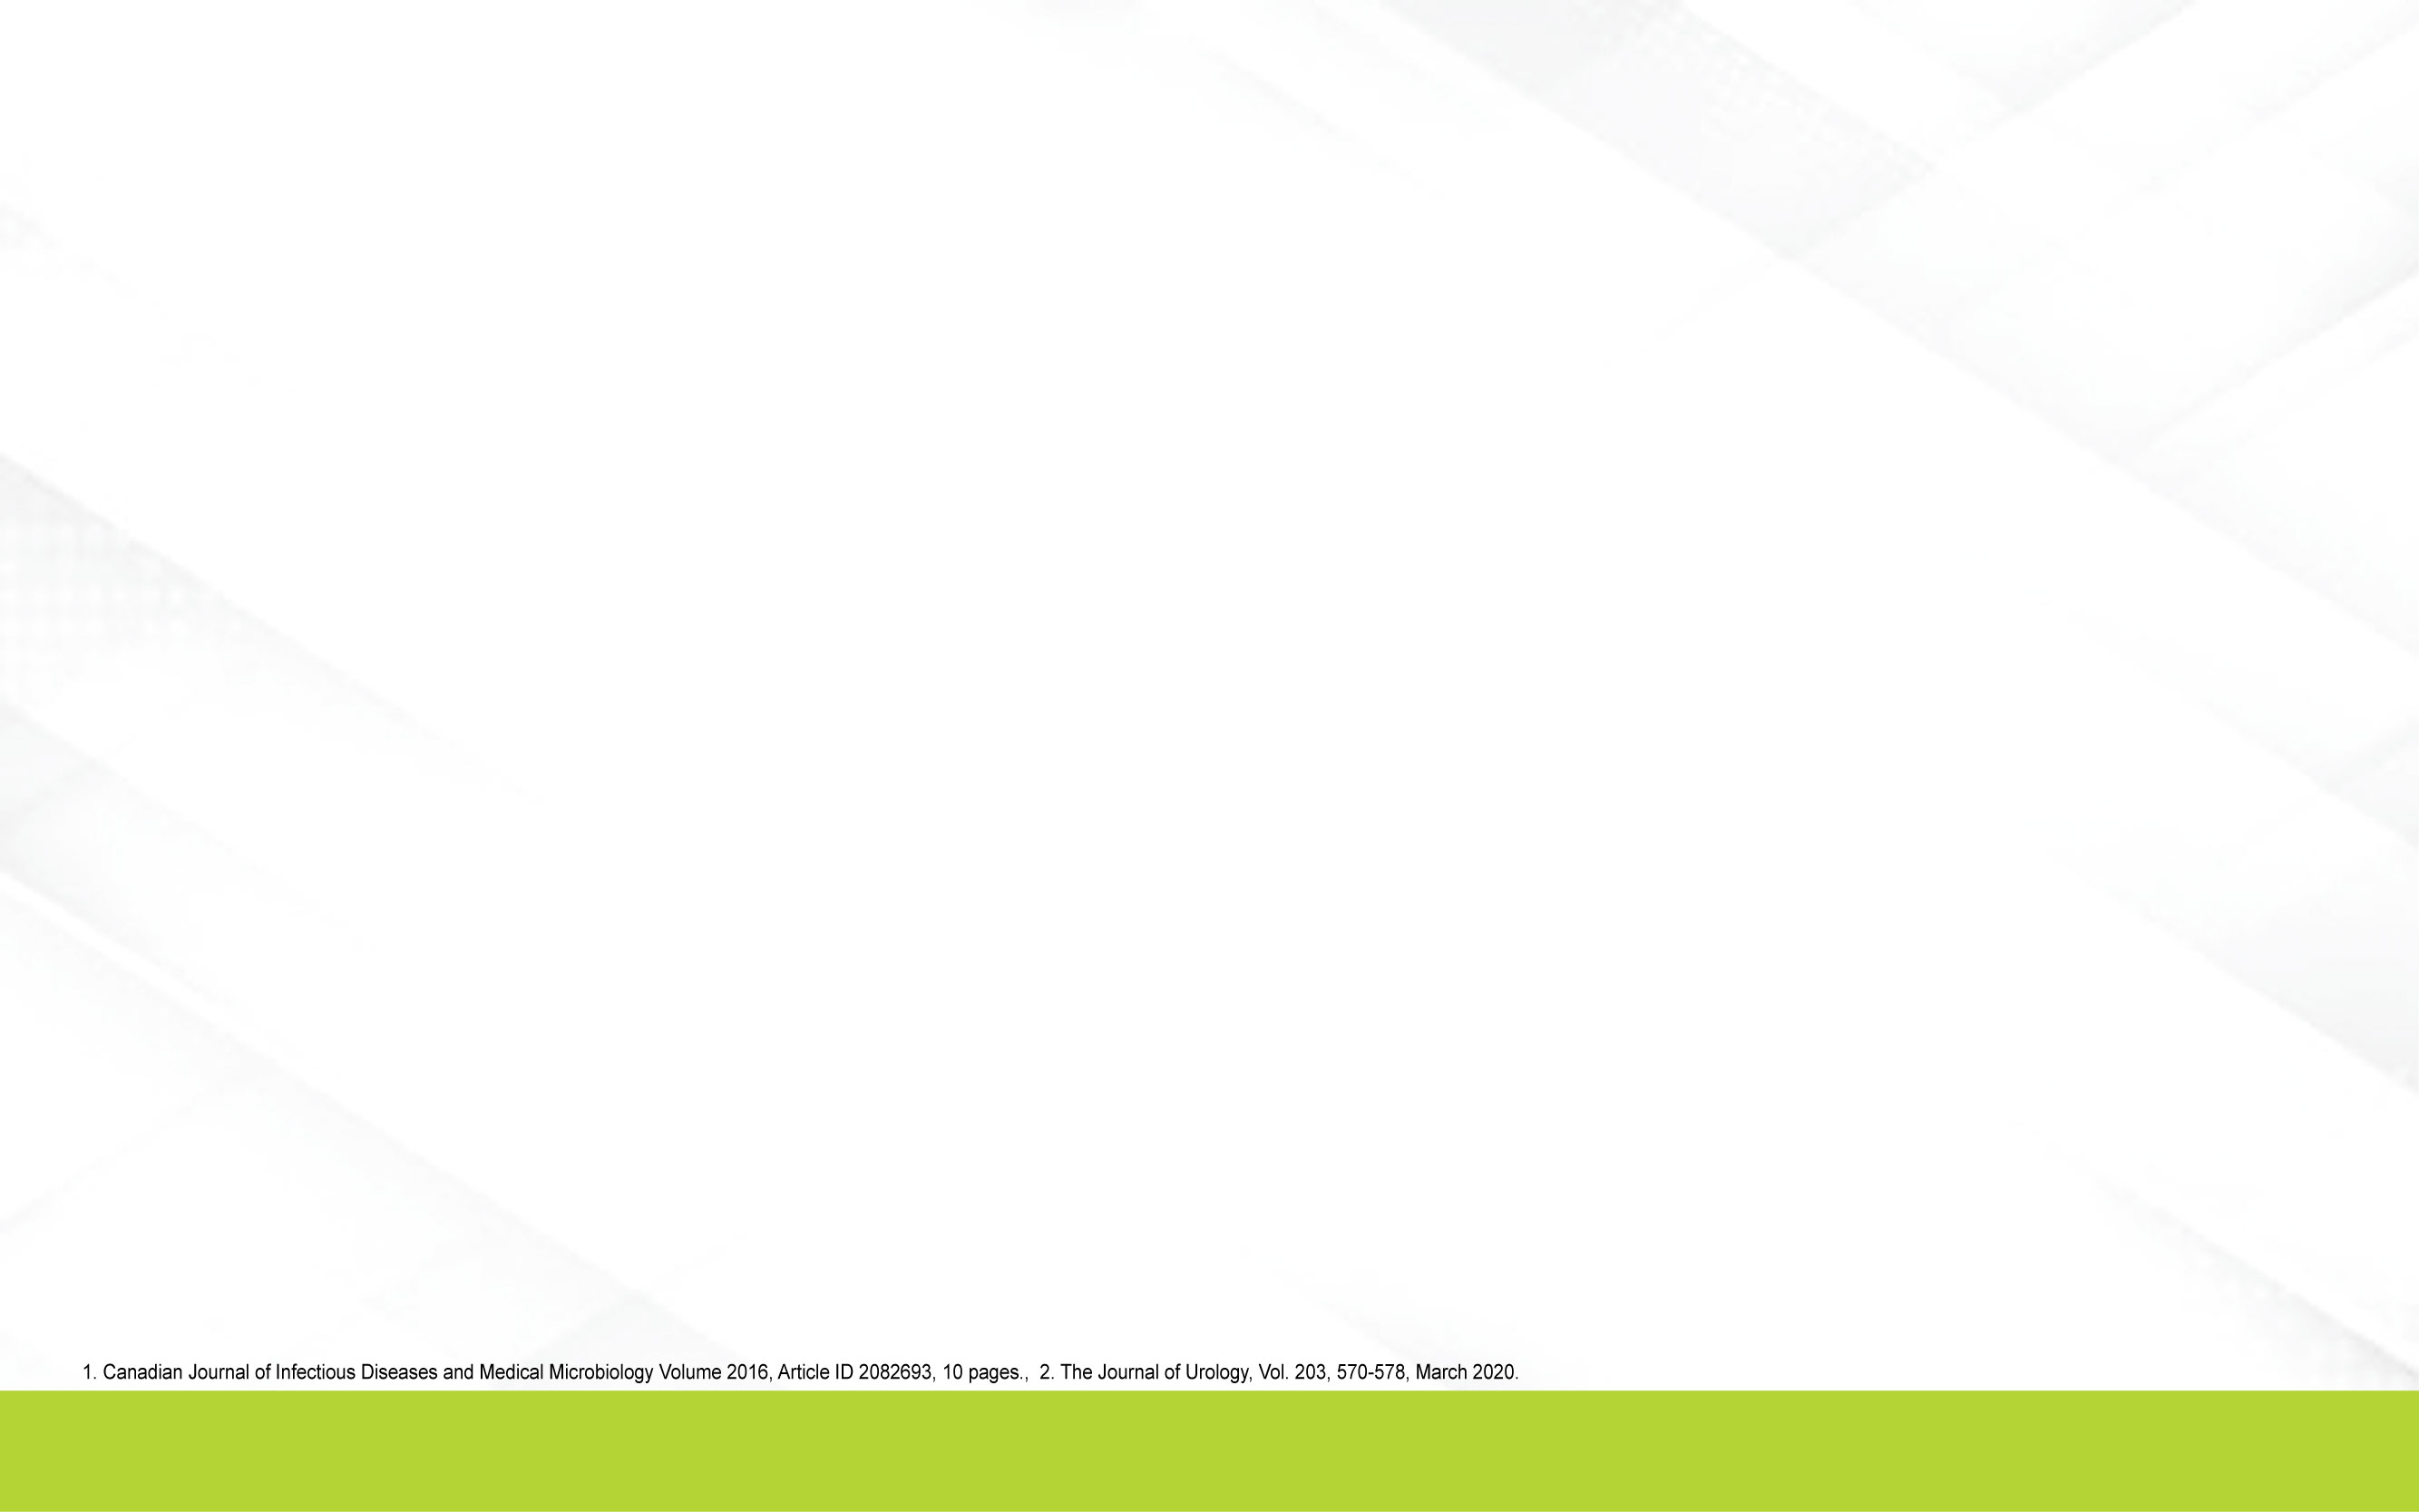 1. Canadian Journal of Infectious Diseases and Medical Microbiology Volume 2016, Article ID 2082693, 10 pages.,  2. The Journal of Urology, Vol. 203, 570-578, March 2020.